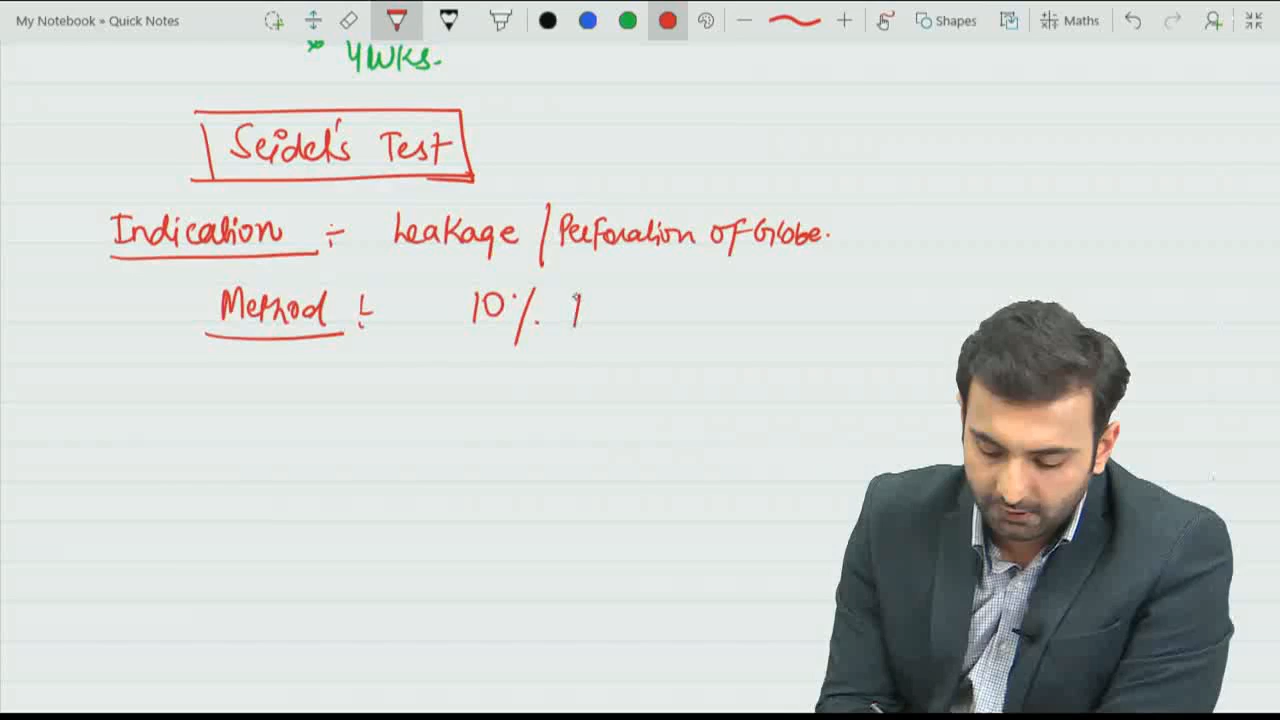 My Notebook » Quick Notes
Shapes
Maths
4WKS.
Seidel's Test
Indication :- Leakage / Perforation of Globe.
Method :- 10%